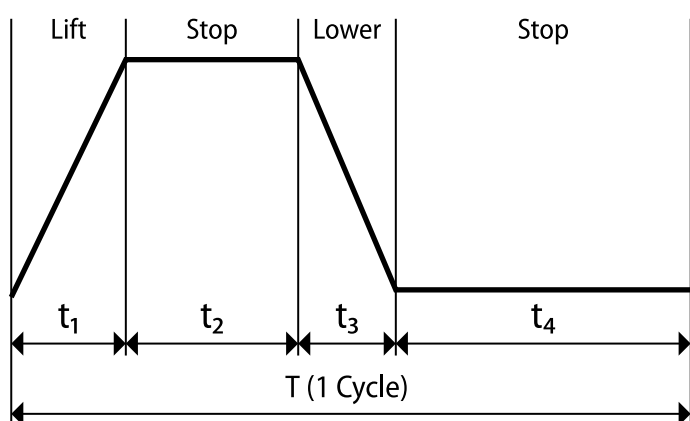 Lift Stop Lower Stop
t₁ t₂ t₃ t₄
T (1 Cycle)